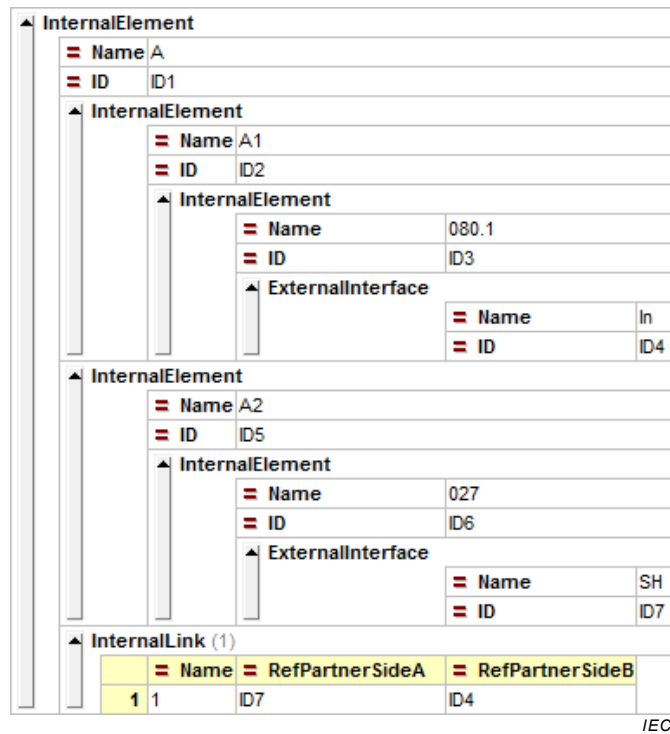 InternalElement
= Name A
= ID ID1
InternalElement
= Name A1
= ID ID2
InternalElement
= Name 080.1
= ID ID3
ExternalInterface
= Name In
= ID ID4
InternalElement
= Name A2
= ID ID5
InternalElement
= Name 027
= ID ID6
ExternalInterface
= Name SH
= ID ID7
InternalLink (1)
= Name = RefPartnerSideA = RefPartnerSideB
1 1 ID7 ID4
IEC